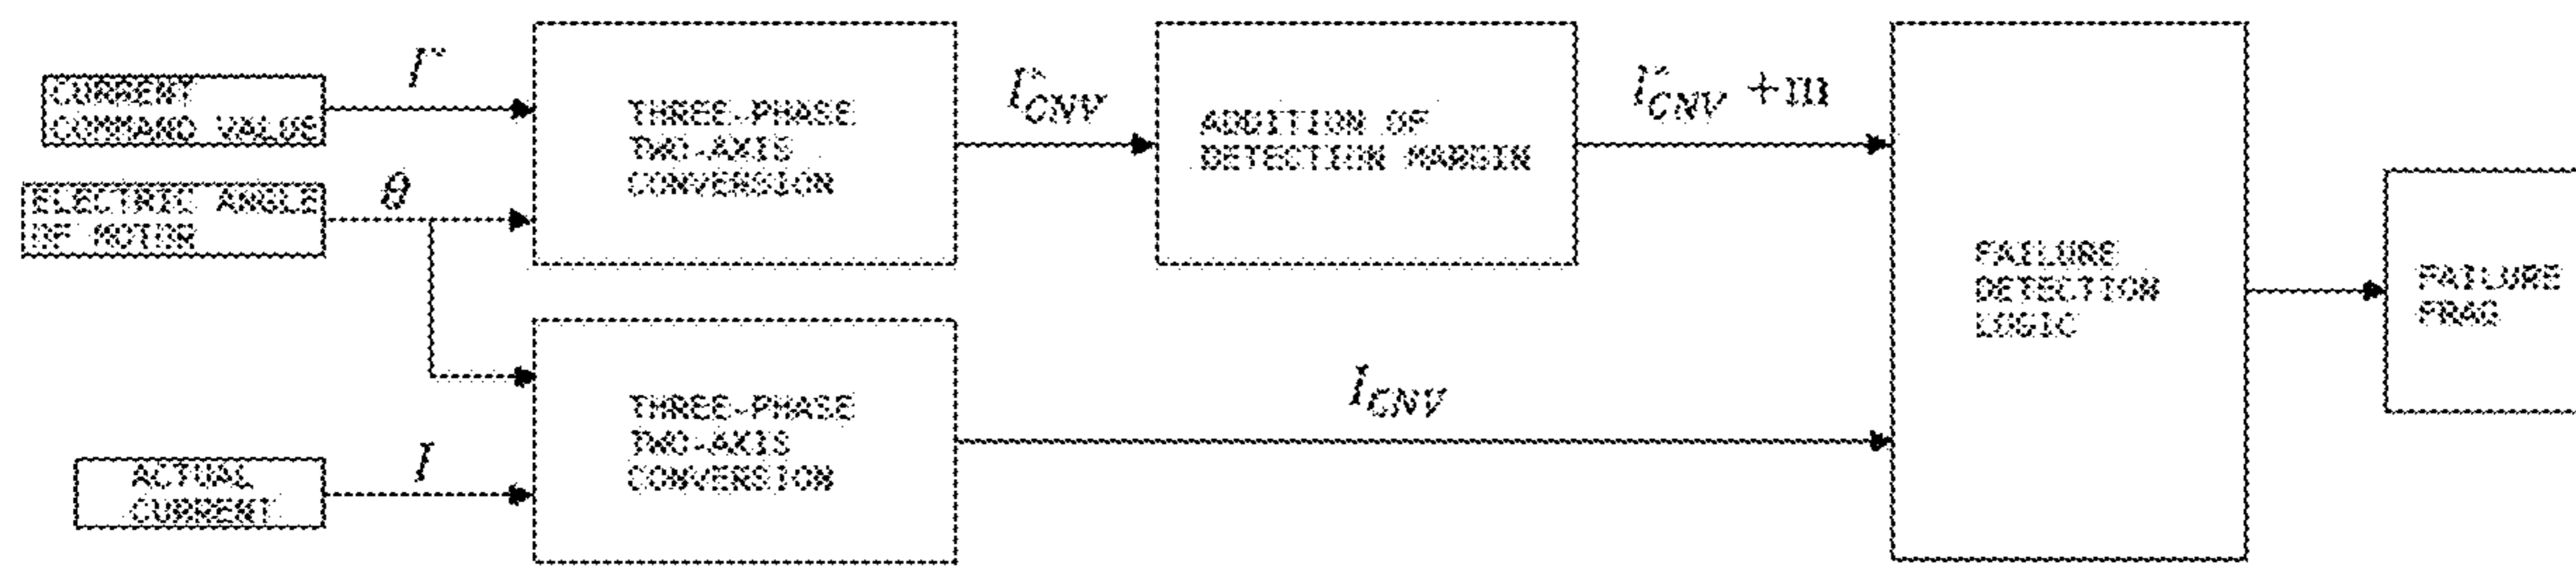 CURRENT
COMMAND VALUE
I*
THREE-PHASE
TWO-AXIS
CONVERSION
I*CNV
ADDITION OF
DETECTION MARGIN
I*CNV +m
FAILURE
DETECTION
LOGIC
FAILURE
FRAG
ELECTRIC ANGLE
OF MOTOR
θ
THREE-PHASE
TWO-AXIS
CONVERSION
ICNV
ACTUAL
CURRENT
I